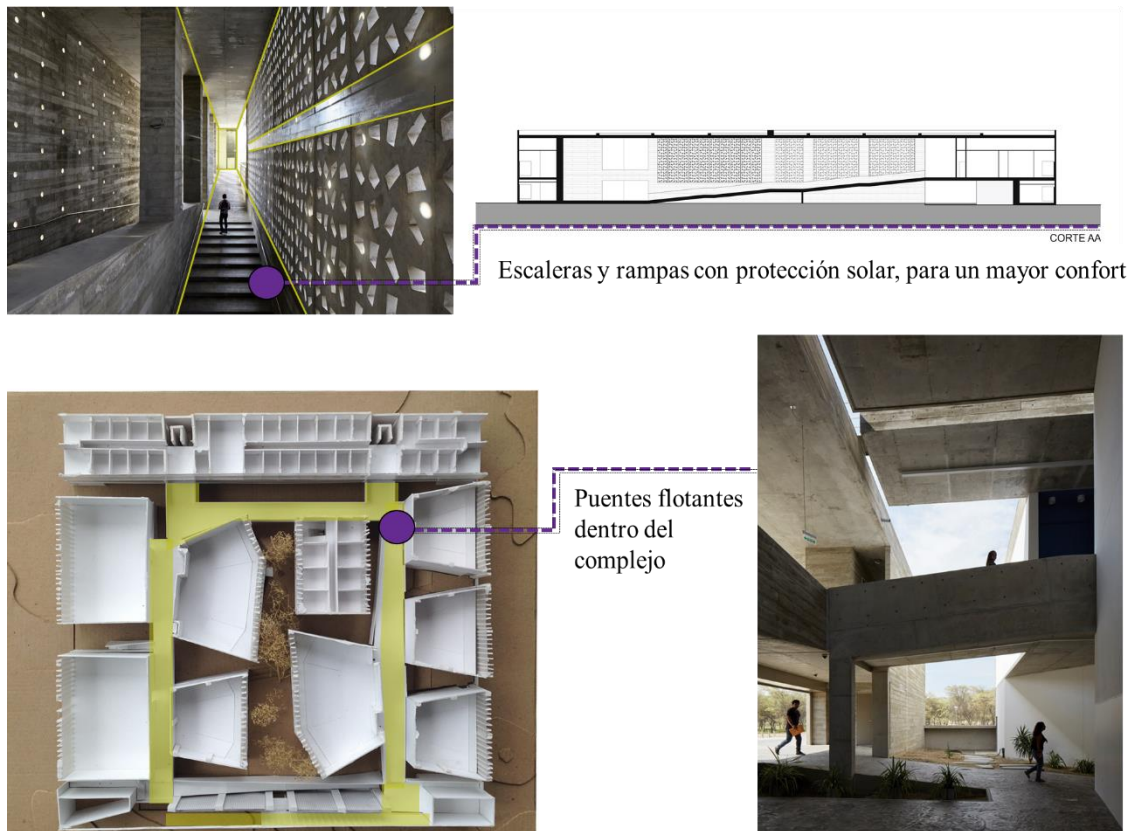 CORTE AA
Escaleras y rampas con protección solar, para un mayor confort
Puentes flotantes
dentro del
complejo